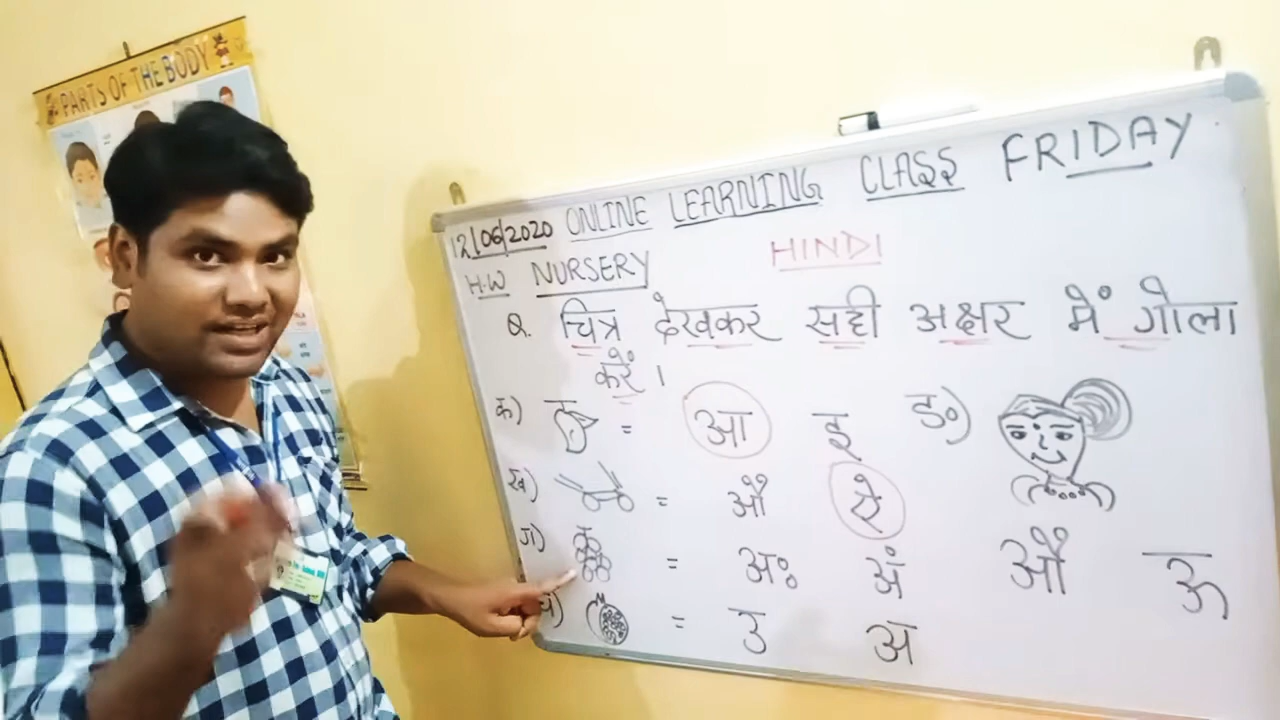 PARTS OF THE BODY
12/06/2020 ONLINE LEARNING CLASS FRIDAY
H.W NURSERY HINDI
Q. चित्र देखकर सही अक्षर में गोला
करें ।
क) = आ इ
ख) = औ ऐ
ग) = अः अं
घ) = उ अ
ङ)
औ ऊ